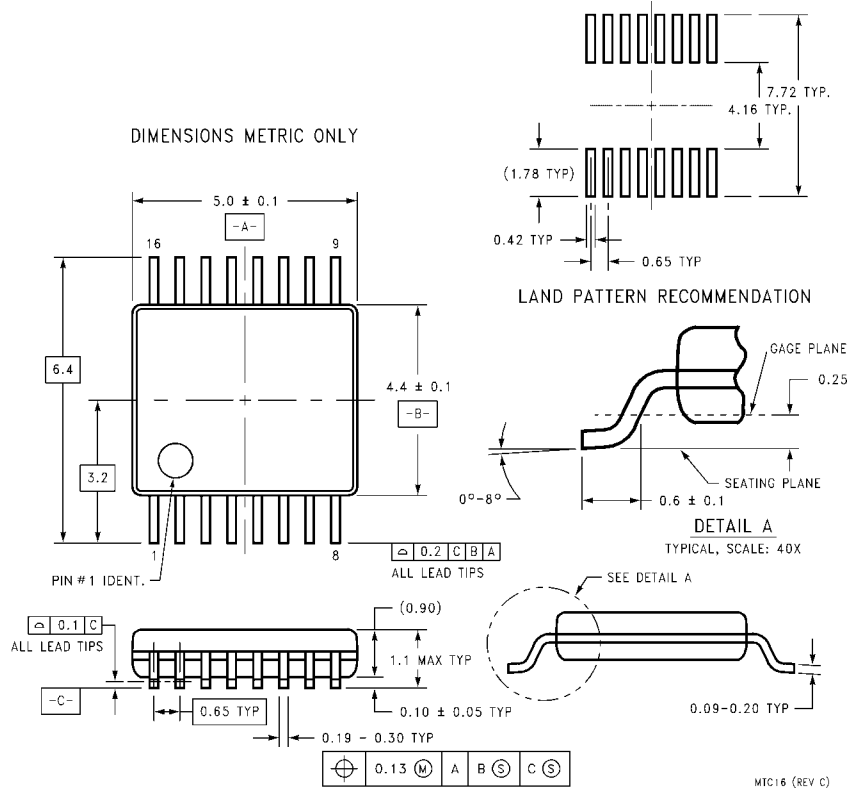 7.72 TYP.
4.16 TYP.
DIMENSIONS METRIC ONLY
(1.78 TYP)
5.0 ± 0.1
-A-
0.42 TYP
16
9
0.65 TYP
LAND PATTERN RECOMMENDATION
GAGE PLANE
6.4
4.4 ± 0.1
0.25
-B-
3.2
0°-8°
SEATING PLANE
0.6 ± 0.1
DETAIL A
TYPICAL, SCALE: 40X
1
8
⌓ 0.2 C B A
ALL LEAD TIPS
PIN #1 IDENT.
SEE DETAIL A
(0.90)
⌓ 0.1 C
ALL LEAD TIPS
1.1 MAX TYP
-C-
0.65 TYP
0.10 ± 0.05 TYP
0.09-0.20 TYP
0.19 - 0.30 TYP
⌖ 0.13 Ⓜ A B Ⓢ C Ⓢ
MTC16 (REV C)